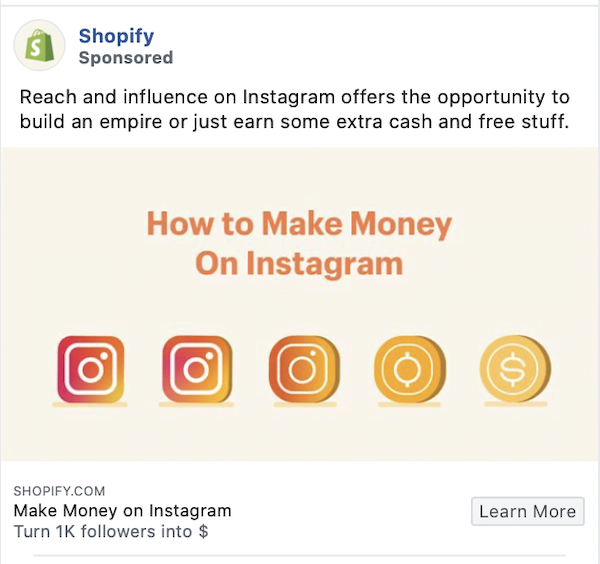 Shopify
Sponsored
Reach and influence on Instagram offers the opportunity to
build an empire or just earn some extra cash and free stuff.
How to Make Money
On Instagram
$
SHOPIFY.COM
Make Money on Instagram
Learn More
Turn 1K followers into $